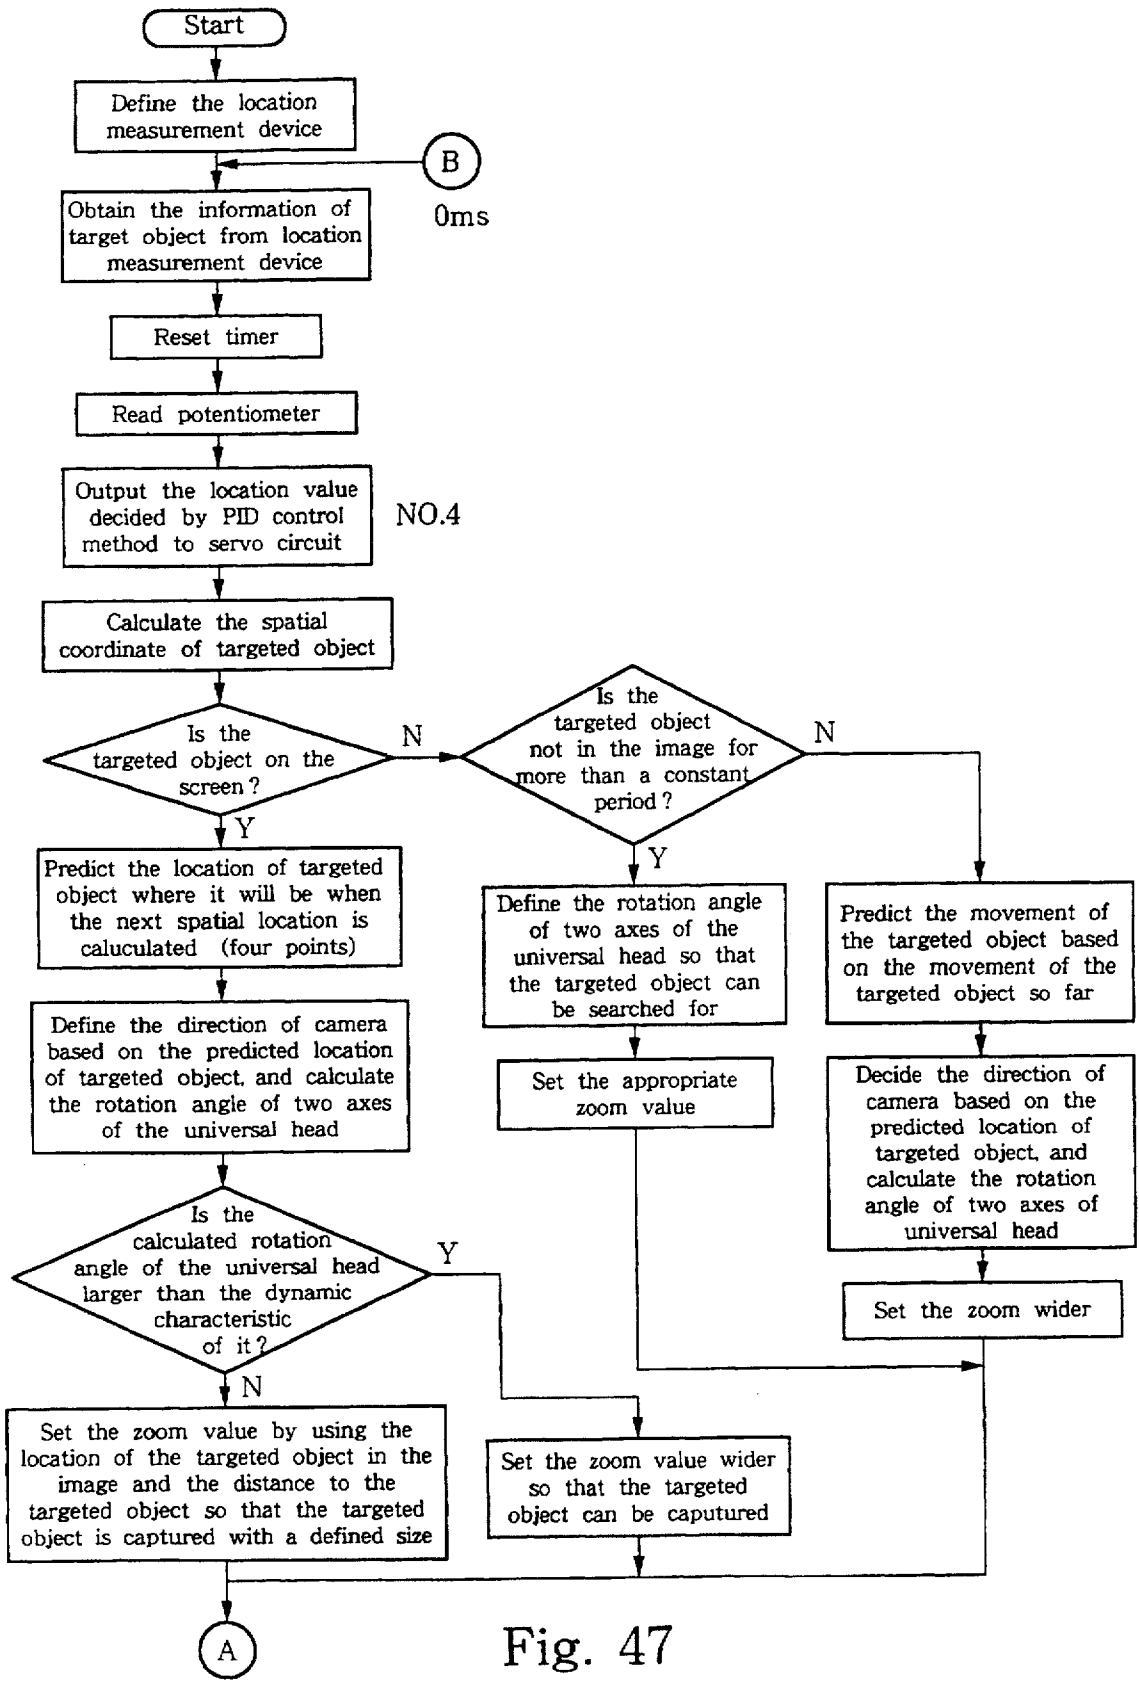 Start
Define the location
measurement device
B
0ms
Obtain the information of
target object from location
measurement device
Reset timer
Read potentiometer
Output the location value
decided by PID control
method to servo circuit
NO.4
Calculate the spatial
coordinate of targeted object
Is the
targeted object on the
screen?
N
Y
Is the
targeted object
not in the image for
more than a constant
period?
N
Y
Predict the location of targeted
object where it will be when
the next spatial location is
caluculated (four points)
Define the rotation angle
of two axes of the
universal head so that
the targeted object can
be searched for
Predict the movement of
the targeted object based
on the movement of the
targeted object so far
Define the direction of camera
based on the predicted location
of targeted object, and calculate
the rotation angle of two axes
of the universal head
Set the appropriate
zoom value
Decide the direction of
camera based on the
predicted location of
targeted object, and
calculate the rotation
angle of two axes of
universal head
Is the
calculated rotation
angle of the universal head
larger than the dynamic
characteristic
of it?
Y
N
Set the zoom wider
Set the zoom value by using the
location of the targeted object in the
image and the distance to the
targeted object so that the targeted
object is captured with a defined size
Set the zoom value wider
so that the targeted
object can be caputured
A
Fig. 47